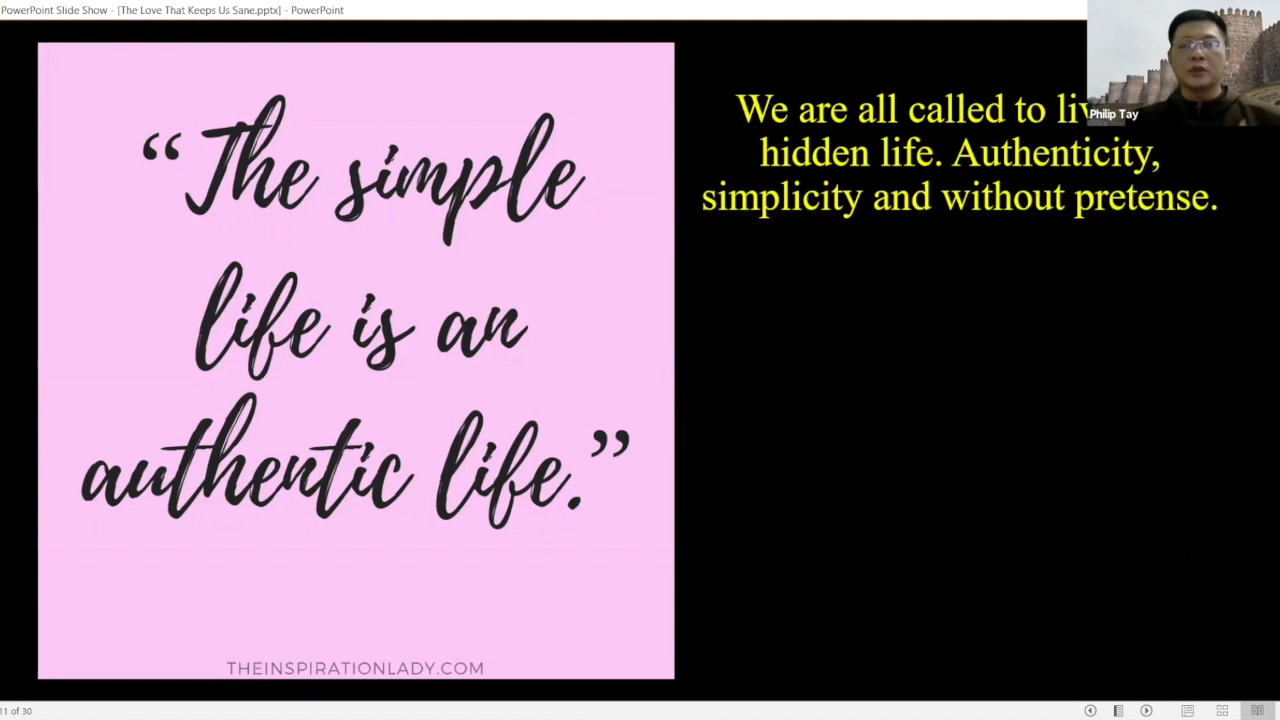 PowerPoint Slide Show - [The Love That Keeps Us Sane.pptx] - PowerPoint
“The simple
life is an
authentic life.”
THEINSPIRATIONLADY.COM
We are all called to
hidden life. Authenticity,
simplicity and without pretense.
Philip Tay
11 of 30